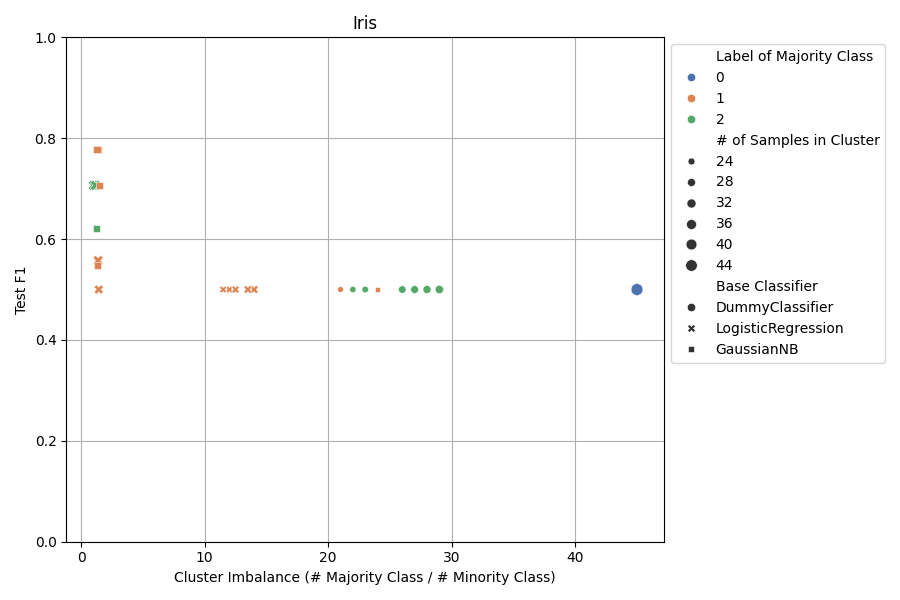 Iris
1.0
0.8
0.6
0.4
0.2
0.0
Test F1
0 10 20 30 40
Cluster Imbalance (# Majority Class / # Minority Class)
Label of Majority Class
0
1
2
# of Samples in Cluster
24
28
32
36
40
44
Base Classifier
DummyClassifier
LogisticRegression
GaussianNB